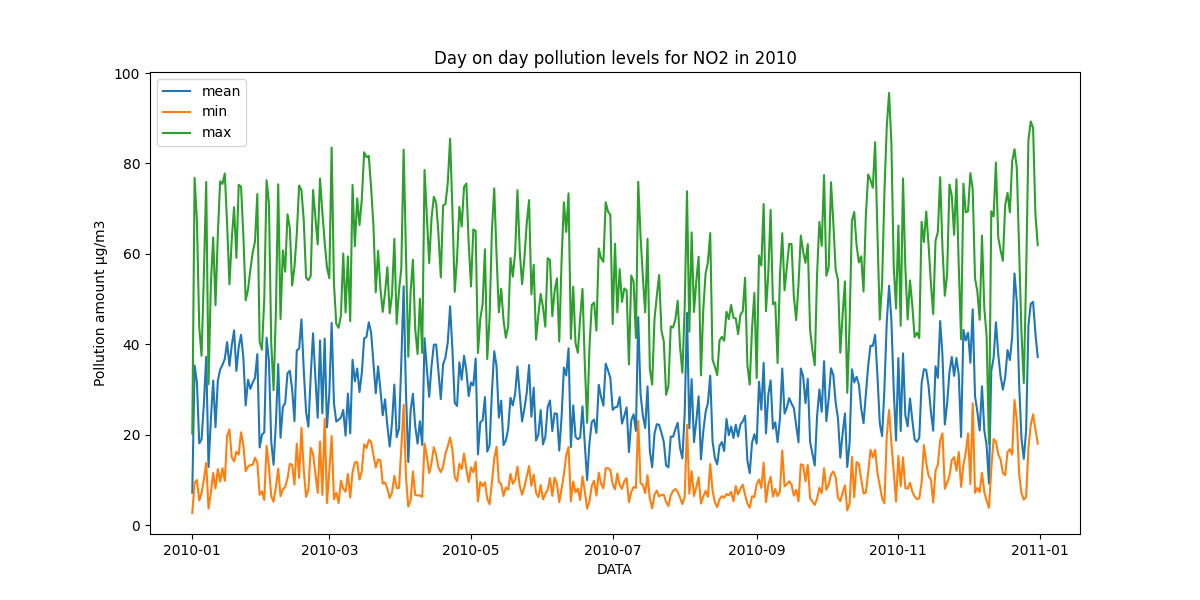 Day on day pollution levels for NO2 in 2010
100
80
60
40
20
0
Pollution amount µg/m3
mean
min
max
2010-01
2010-03
2010-05
2010-07
2010-09
2010-11
2011-01
DATA